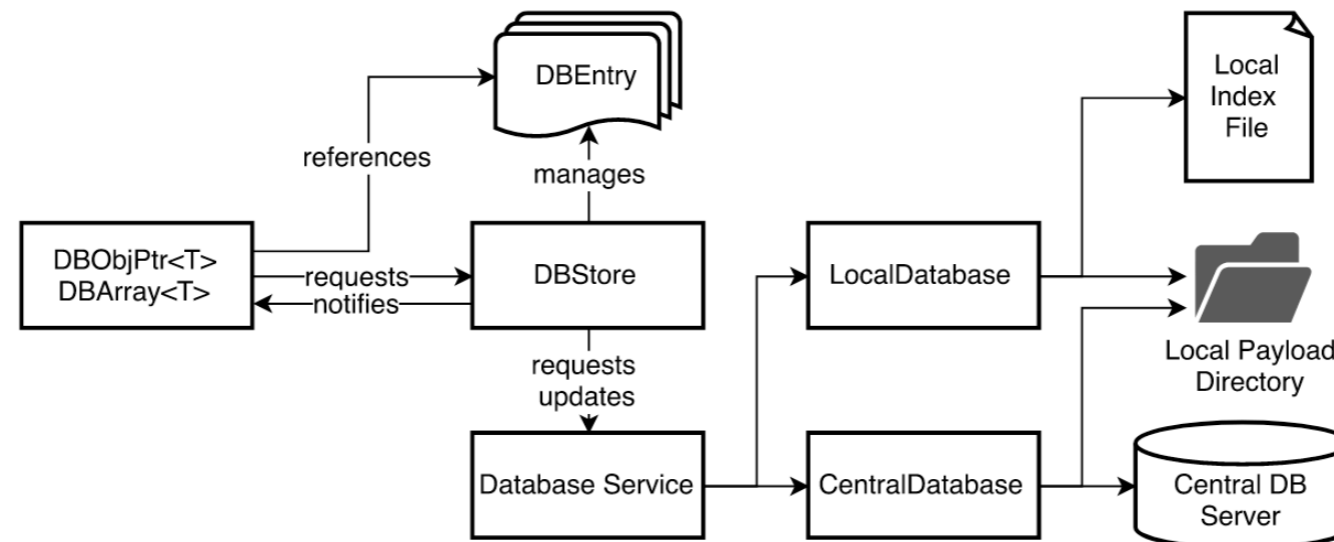 DBEntry
Local
Index
File
references
manages
DBObjPtr<T>
DBArray<T>
requests
notifies
DBStore
LocalDatabase
Local Payload
Directory
requests
updates
Database Service
CentralDatabase
Central DB
Server